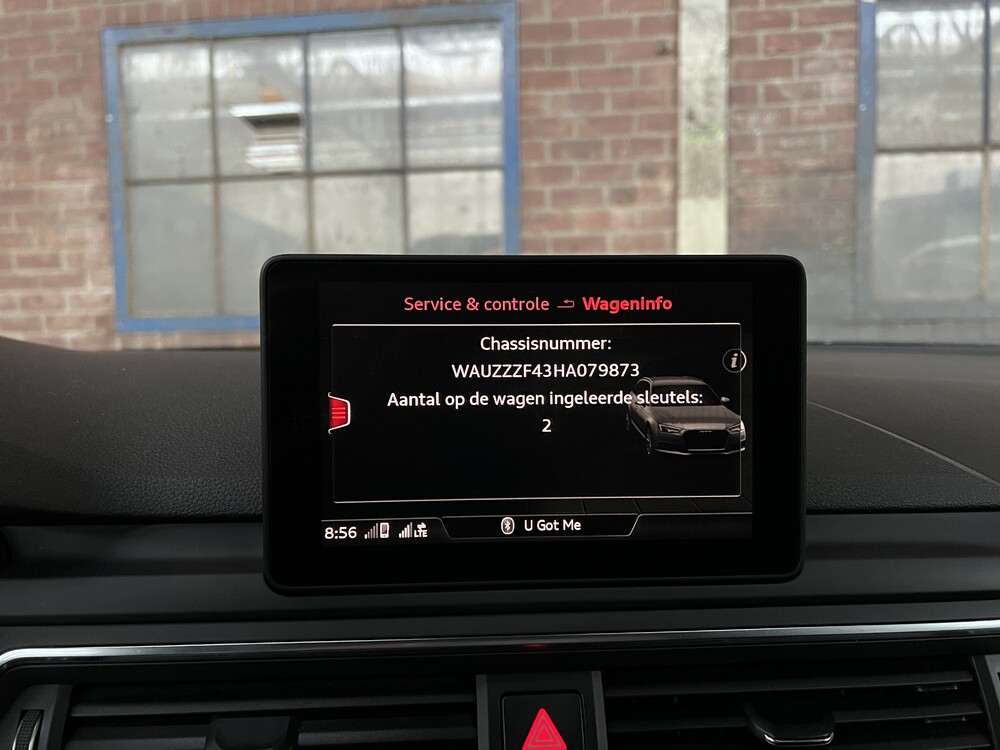 Service & controle Wageninfo
Chassisnummer:
WAUZZZF43HA079873
Aantal op de wagen ingeleerde sleutels:
2
i
8:56 LTE U Got Me